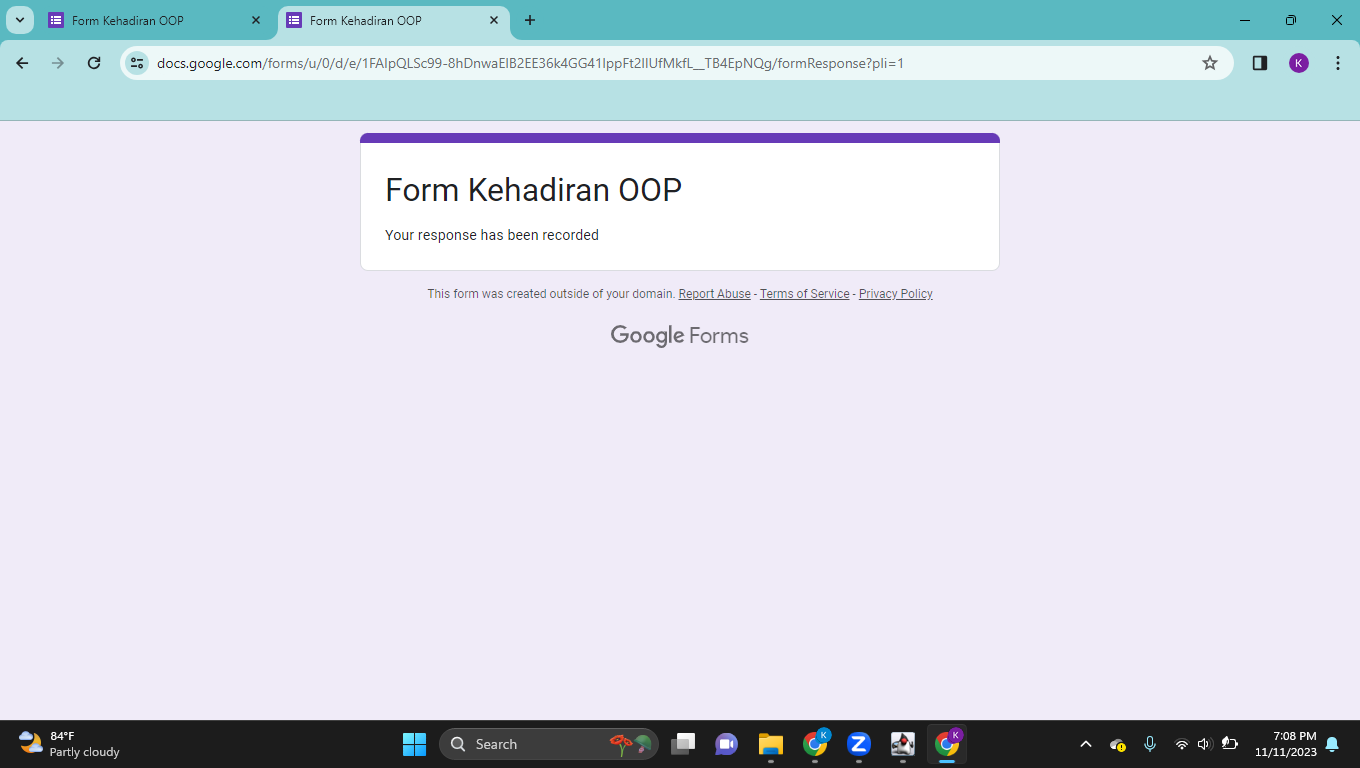 Form Kehadiran OOP
Form Kehadiran OOP
docs.google.com/forms/u/0/d/e/1FAIpQLSc99-8hDnwaEIB2EE36k4GG41IppFt2IIUfMkfL__TB4EpNQg/formResponse?pli=1
K
Form Kehadiran OOP
Your response has been recorded
This form was created outside of your domain. Report Abuse - Terms of Service - Privacy Policy
Google Forms
84°F
Partly cloudy
Search
K
Z
K
7:08 PM
11/11/2023